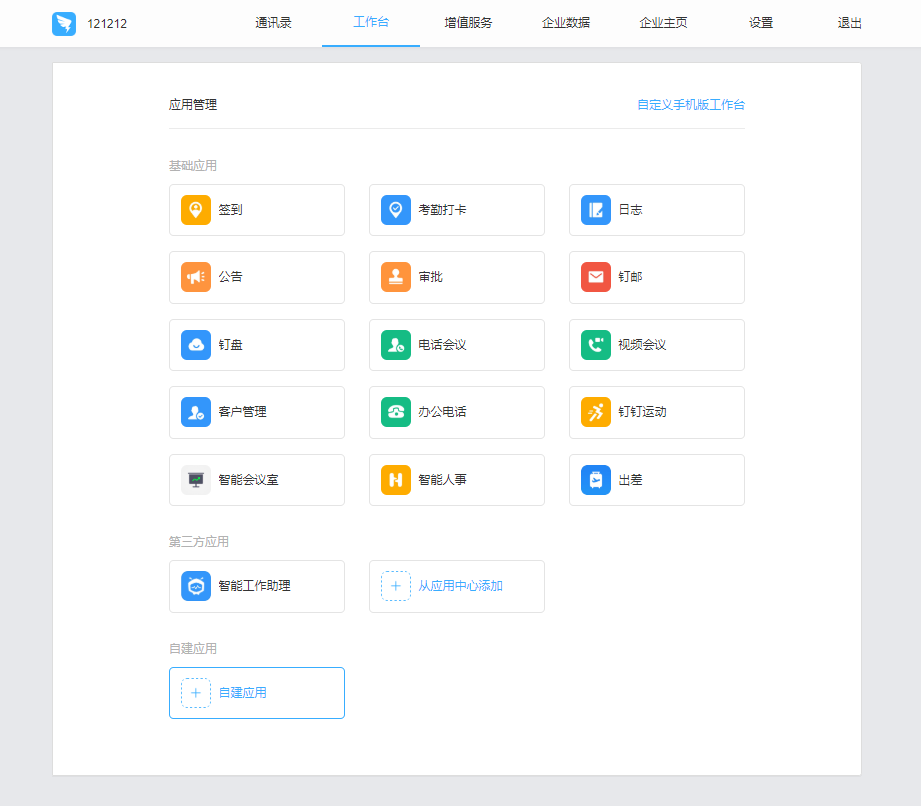 121212 通讯录 工作台 增值服务 企业数据 企业主页 设置 退出
应用管理 自定义手机版工作台
基础应用
签到 考勤打卡 日志
公告 审批 钉邮
钉盘 电话会议 视频会议
客户管理 办公电话 钉钉运动
智能会议室 智能人事 出差
第三方应用
智能工作助理 从应用中心添加
自建应用
自建应用